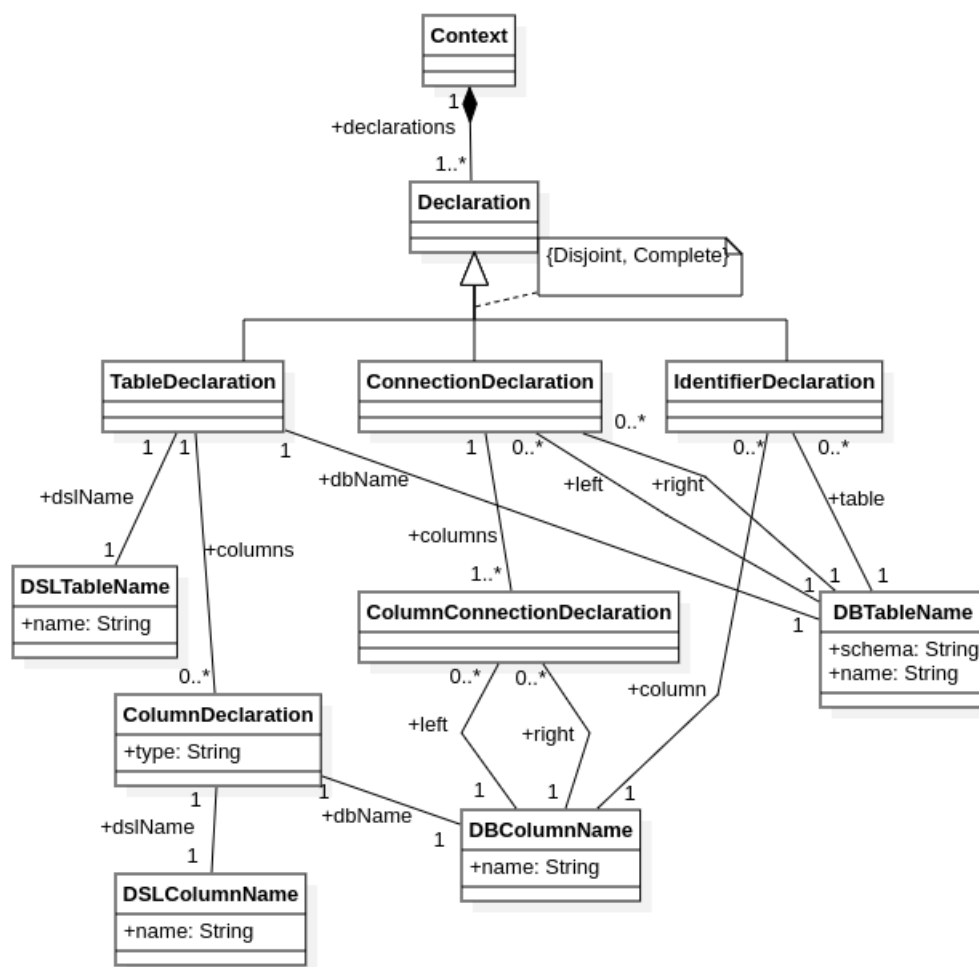 Context
1
+declarations
1..*
Declaration
{Disjoint, Complete}
TableDeclaration
ConnectionDeclaration
IdentifierDeclaration
1
1
1
1
0..*
0..*
0..*
0..*
+dslName
+dbName
+left
+right
+table
+columns
+columns
1
1..*
1
1
1
1
DSLTableName
+name: String
ColumnConnectionDeclaration
DBTableName
+schema: String
+name: String
0..*
0..*
0..*
+column
ColumnDeclaration
+type: String
+left
+right
1
1
+dslName
+dbName
1
1
1
1
1
DBColumnName
+name: String
DSLColumnName
+name: String